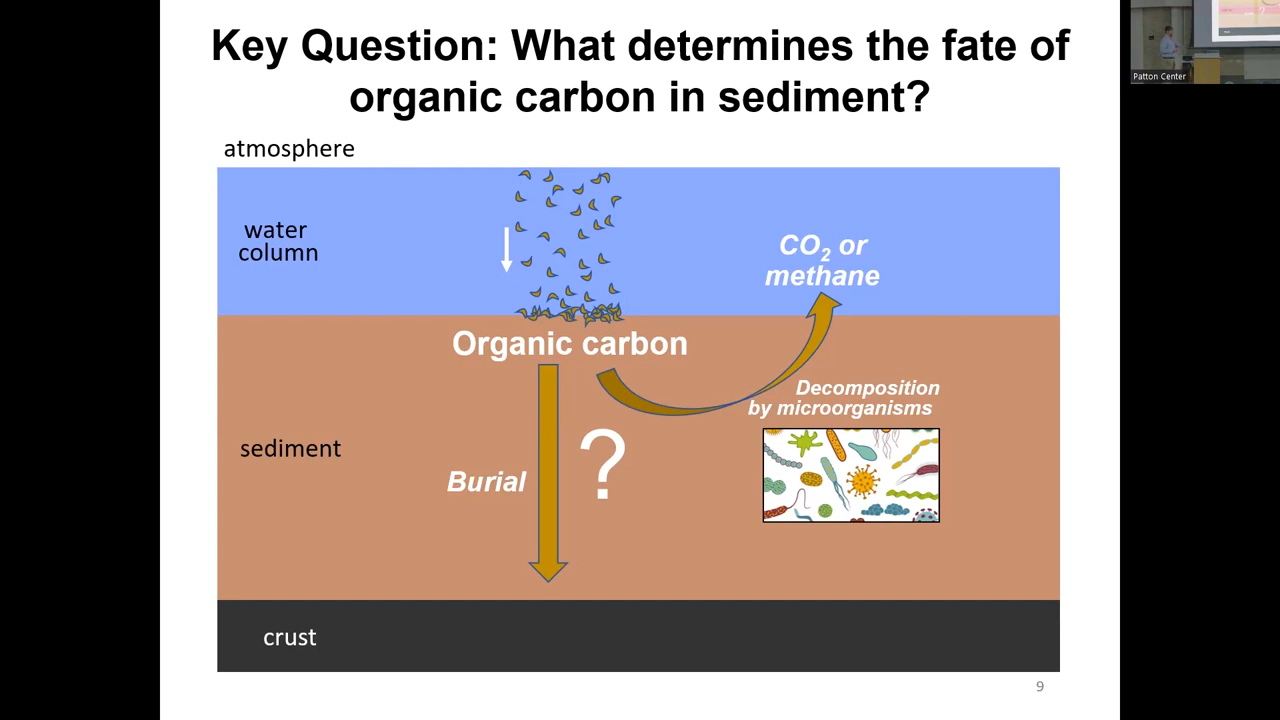 Key Question: What determines the fate of
organic carbon in sediment?
Patton Center
atmosphere
water
column
CO₂ or
methane
Organic carbon
Decomposition
by microorganisms
sediment
Burial
?
crust
9